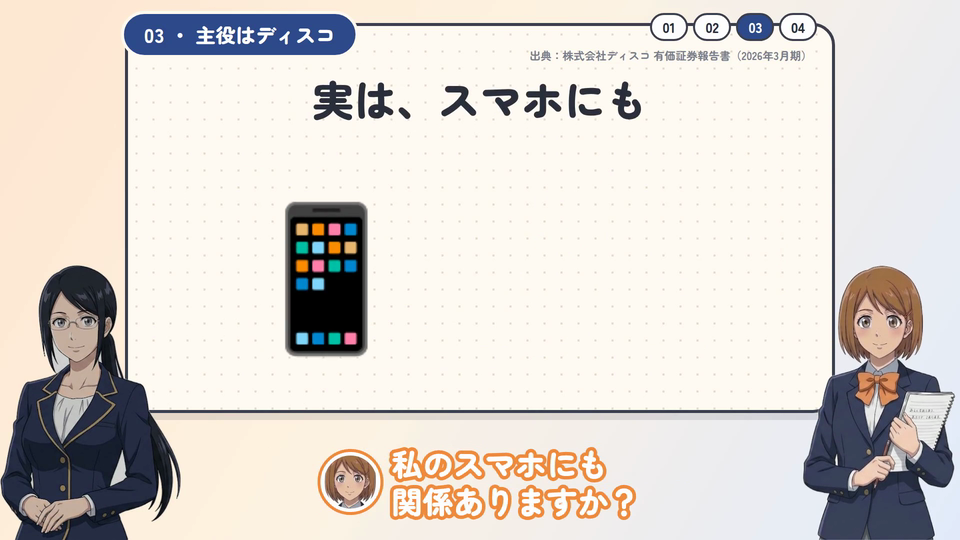 03 ・ 主役はディスコ
01 02 03 04
出典：株式会社ディスコ 有価証券報告書（2026年3月期）
実は、スマホにも
私のスマホにも
関係ありますか？